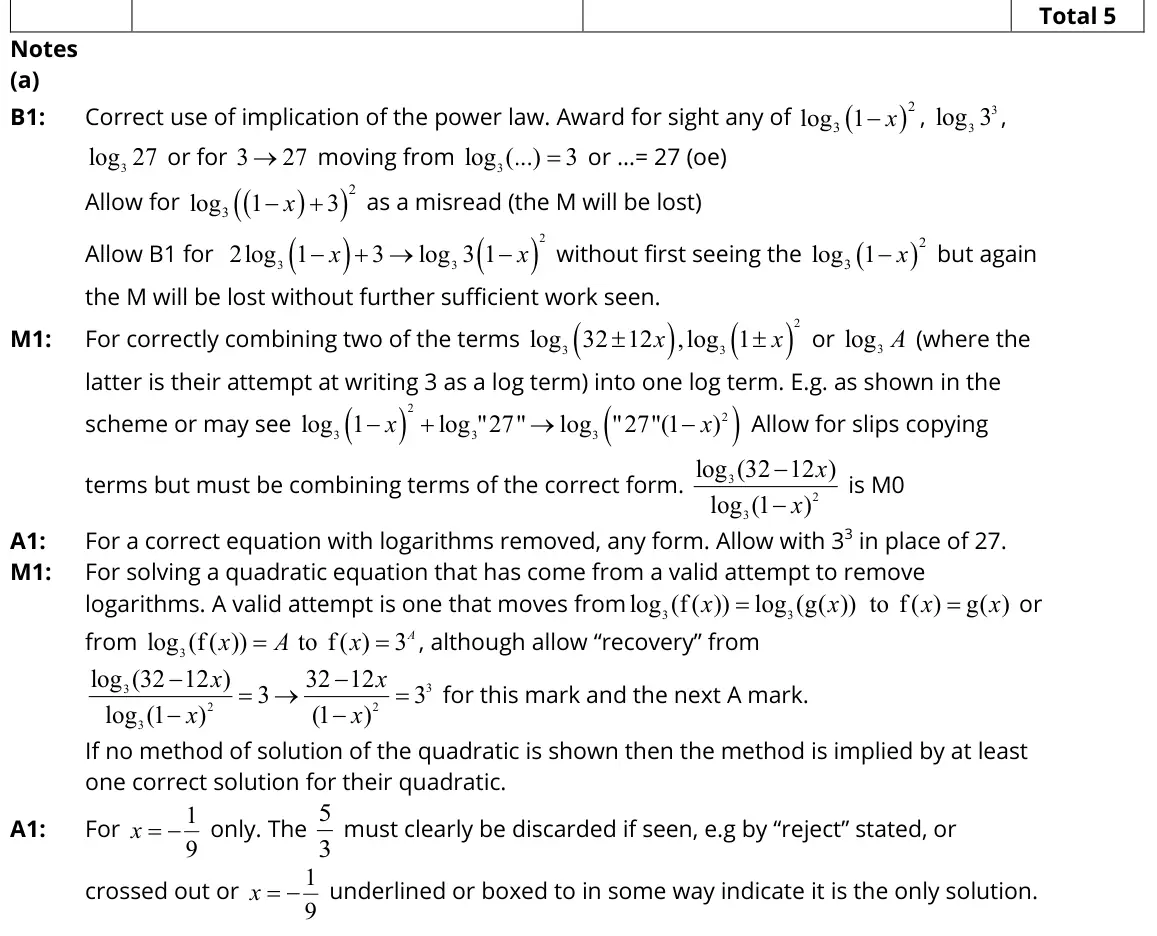 Total 5
Notes
(a)
B1: Correct use of implication of the power law. Award for sight any of log₃(1−x)², log₃ 3³,
log₃ 27 or for 3 → 27 moving from log₃(...) = 3 or ...= 27 (oe)
Allow for log₃((1−x)+3)² as a misread (the M will be lost)
Allow B1 for 2log₃(1−x)+3 → log₃ 3(1−x)² without first seeing the log₃(1−x)² but again
the M will be lost without further sufficient work seen.
M1: For correctly combining two of the terms log₃(32±12x), log₃(1±x)² or log₃ A (where the
latter is their attempt at writing 3 as a log term) into one log term. E.g. as shown in the
scheme or may see log₃(1−x)² + log₃"27" → log₃("27"(1−x)²) Allow for slips copying
terms but must be combining terms of the correct form. log₃(32−12x)/log₃(1−x)² is M0
A1: For a correct equation with logarithms removed, any form. Allow with 3³ in place of 27.
M1: For solving a quadratic equation that has come from a valid attempt to remove
logarithms. A valid attempt is one that moves from log₃(f(x)) = log₃(g(x)) to f(x) = g(x) or
from log₃(f(x)) = A to f(x) = 3ᴬ, although allow “recovery” from
log₃(32−12x)/log₃(1−x)² = 3 → (32−12x)/(1−x)² = 3³ for this mark and the next A mark.
If no method of solution of the quadratic is shown then the method is implied by at least
one correct solution for their quadratic.
A1: For x = −1/9 only. The 5/3 must clearly be discarded if seen, e.g by “reject” stated, or
crossed out or x = −1/9 underlined or boxed to in some way indicate it is the only solution.